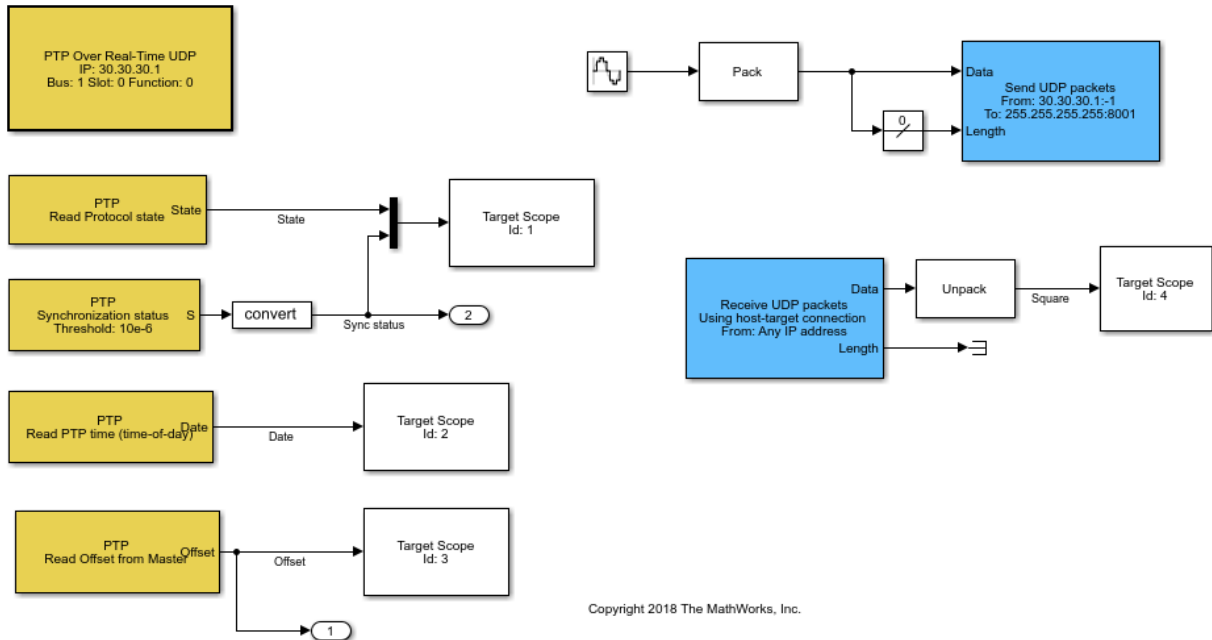 PTP Over Real-Time UDP
IP: 30.30.30.1
Bus: 1 Slot: 0 Function: 0
Pack
Data
Send UDP packets
From: 30.30.30.1:-1
To: 255.255.255.255:8001
Length
0
PTP
Read Protocol state
State
State
Target Scope
Id: 1
PTP
Synchronization status
Threshold: 10e-6
S
convert
Sync status
2
Receive UDP packets
Using host-target connection
From: Any IP address
Data
Length
Unpack
Square
Target Scope
Id: 4
PTP
Read PTP time (time-of-day)
Date
Date
Target Scope
Id: 2
PTP
Read Offset from Master
Offset
Offset
Target Scope
Id: 3
1
Copyright 2018 The MathWorks, Inc.